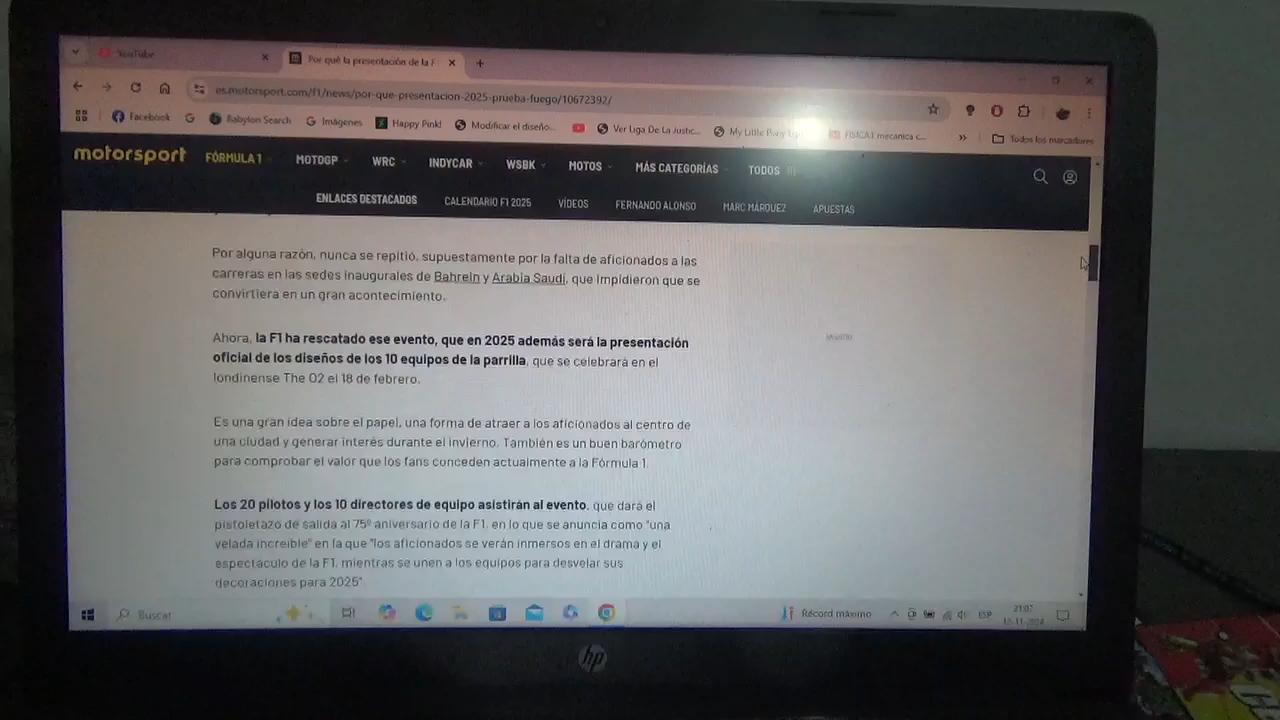 YouTube
Por qué la presentación de la F
es.motorsport.com/f1/news/por-que-presentacion-2025-prueba-fuego/10672392/
Facebook
Babylon Search
Imágenes
Happy Pink!
Modificar el diseño...
Ver Liga De La Justic...
My Little Pony
FISICA1 mecanica c...
Todos los marcadores
motorsport
FÓRMULA 1
MOTOGP
WRC
INDYCAR
WSBK
MOTOS
MÁS CATEGORÍAS
TODOS
ENLACES DESTACADOS
CALENDARIO F1 2025
VÍDEOS
FERNANDO ALONSO
MARC MÁRQUEZ
APUESTAS
Por alguna razón, nunca se repitió, supuestamente por la falta de aficionados a las
carreras en las sedes inaugurales de Bahrein y Arabia Saudí, que impidieron que se
convirtiera en un gran acontecimiento.
Ahora, la F1 ha rescatado ese evento, que en 2025 además será la presentación
oficial de los diseños de los 10 equipos de la parrilla, que se celebrará en el
londinense The O2 el 18 de febrero.
Es una gran idea sobre el papel, una forma de atraer a los aficionados al centro de
una ciudad y generar interés durante el invierno. También es un buen barómetro
para comprobar el valor que los fans conceden actualmente a la Fórmula 1.
Los 20 pilotos y los 10 directores de equipo asistirán al evento, que dará el
pistoletazo de salida al 75º aniversario de la F1, en lo que se anuncia como "una
velada increíble" en la que "los aficionados se verán inmersos en el drama y el
espectáculo de la F1, mientras se unen a los equipos para desvelar sus
decoraciones para 2025"
Buscar
Récord máximo
ESP
21:07
hp